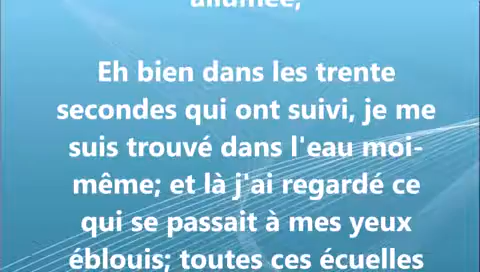 allumée,
Eh bien dans les trente
secondes qui ont suivi, je me
suis trouvé dans l'eau moi-
même; et là j'ai regardé ce
qui se passait à mes yeux
éblouis; toutes ces écuelles